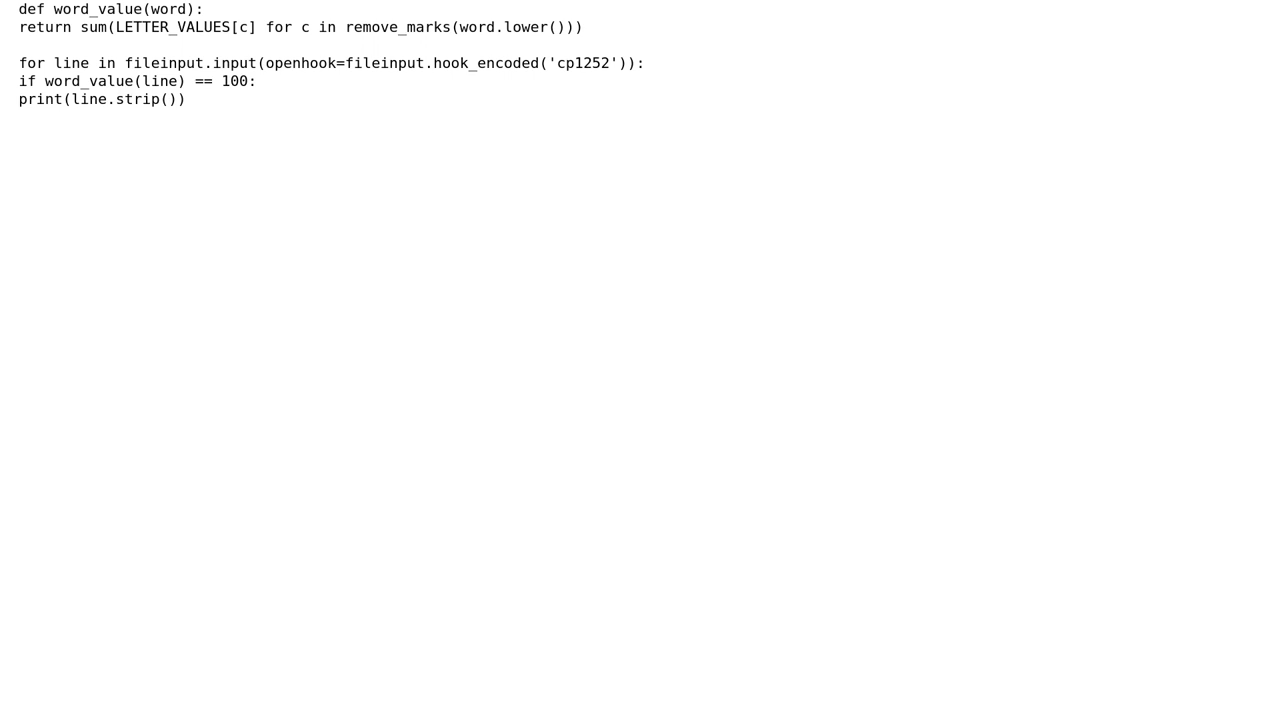 def word_value(word):
return sum(LETTER_VALUES[c] for c in remove_marks(word.lower()))

for line in fileinput.input(openhook=fileinput.hook_encoded('cp1252')):
if word_value(line) == 100:
print(line.strip())